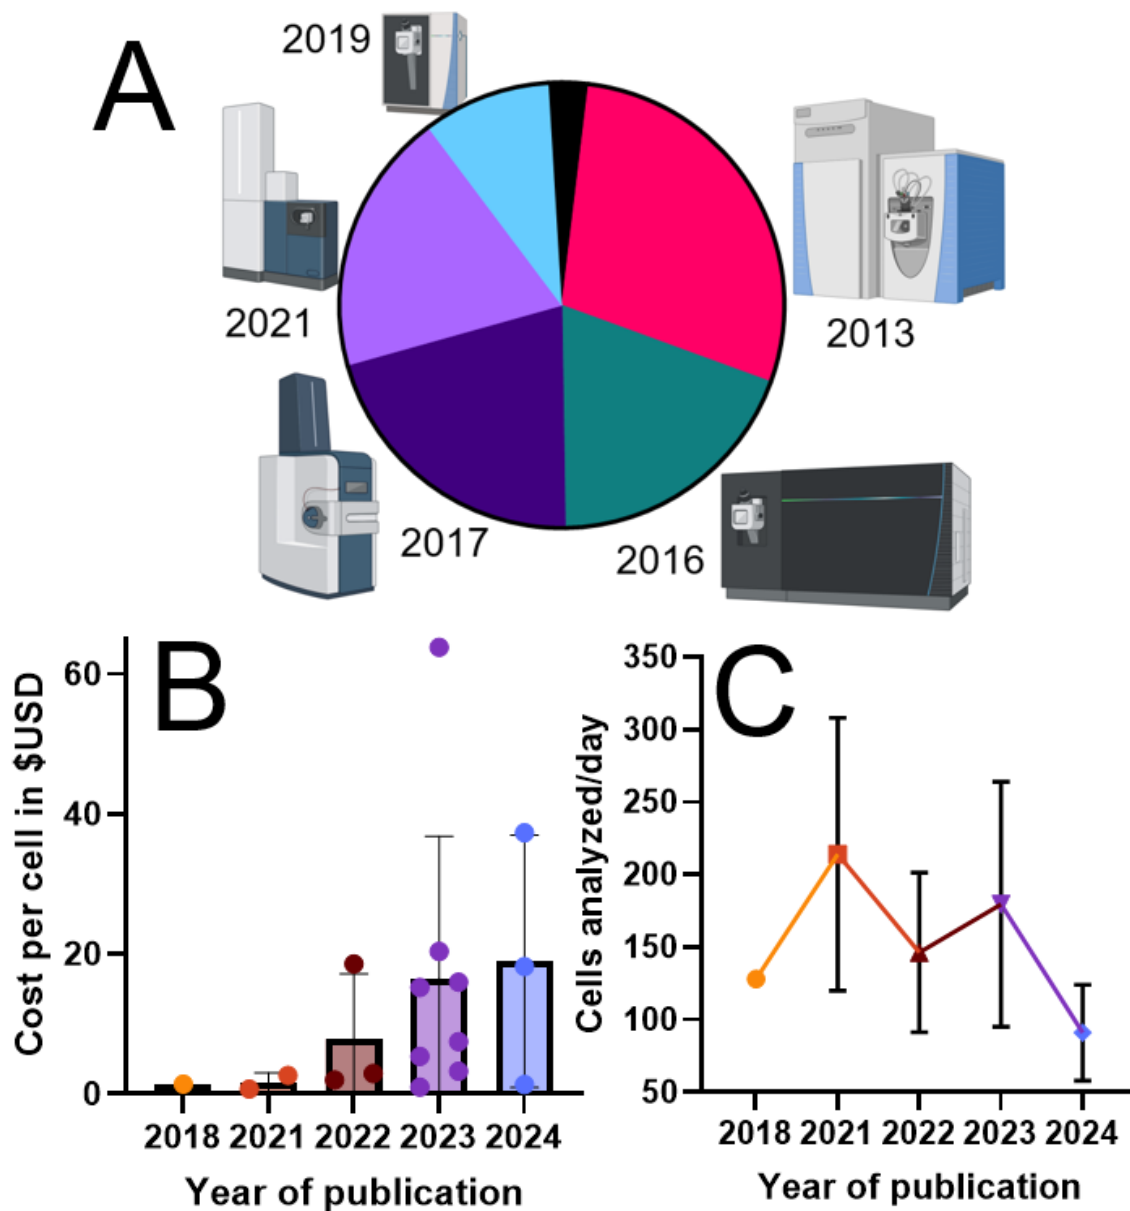 A
2019
2021
2013
2017
2016
B
Cost per cell in $USD
60
40
20
0
2018 2021 2022 2023 2024
Year of publication
C
Cells analyzed/day
350
300
250
200
150
100
50
2018 2021 2022 2023 2024
Year of publication